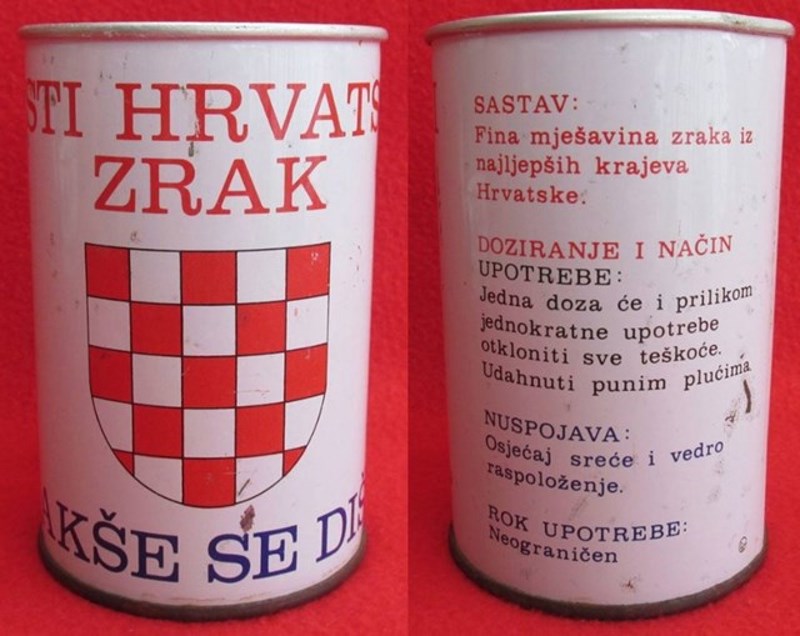 STI HRVATS
ZRAK
AKŠE SE DIŠ
SASTAV:
Fina mješavina zraka iz
najljepših krajeva
Hrvatske.
DOZIRANJE I NAČIN
UPOTREBE:
Jedna doza će i prilikom
jednokratne upotrebe
otkloniti sve teškoće.
Udahnuti punim plućima
NUSPOJAVA:
Osjećaj sreće i vedro
raspoloženje.
ROK UPOTREBE:
Neograničen